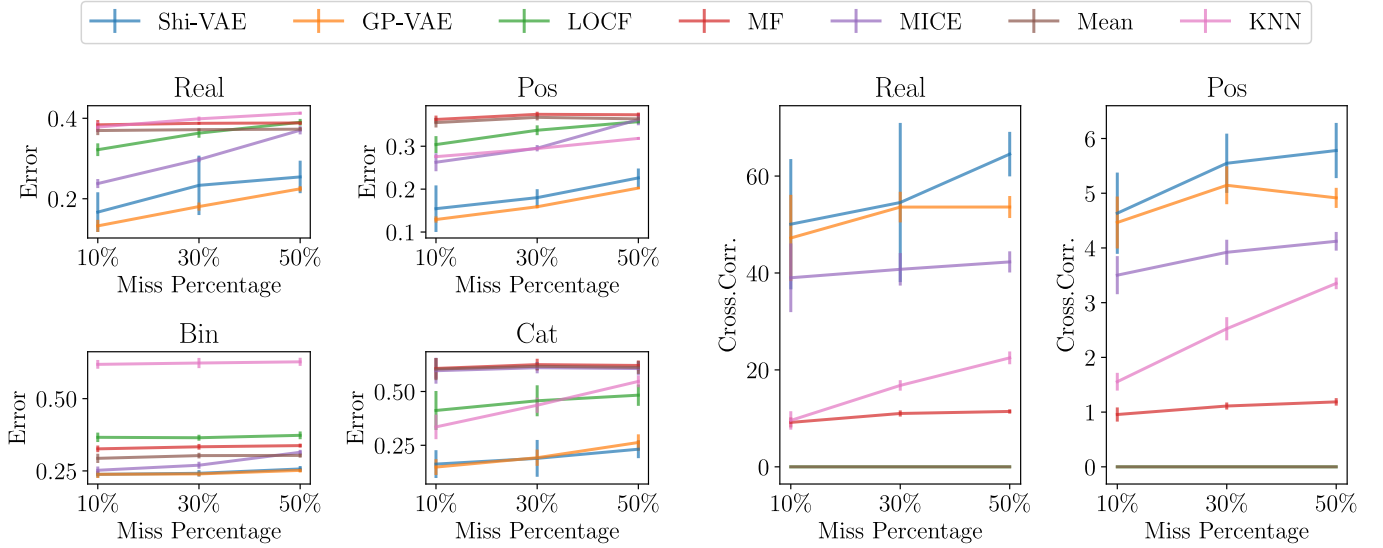 Shi-VAE GP-VAE LOCF MF MICE Mean KNN
Real
Error
0.4
0.2
10% 30% 50%
Miss Percentage
Pos
Error
0.3
0.2
0.1
10% 30% 50%
Miss Percentage
Bin
Error
0.50
0.25
10% 30% 50%
Miss Percentage
Cat
Error
0.50
0.25
10% 30% 50%
Miss Percentage
Real
Cross.Corr.
60
40
20
0
10% 30% 50%
Miss Percentage
Pos
Cross.Corr.
6
5
4
3
2
1
0
10% 30% 50%
Miss Percentage